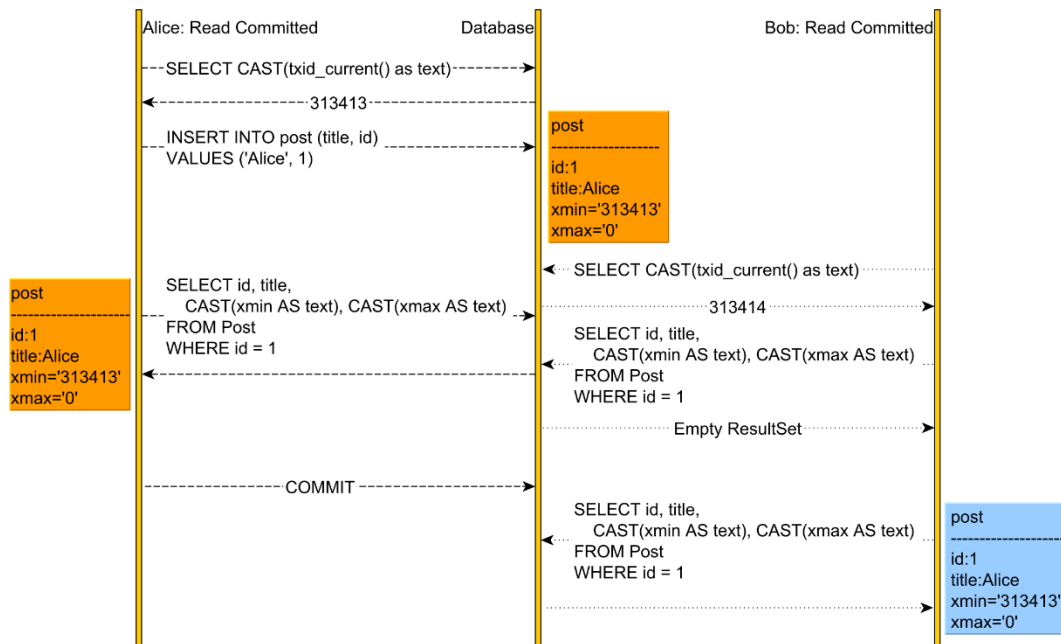 Alice: Read Committed
Database
Bob: Read Committed
SELECT CAST(txid_current() as text)
313413
INSERT INTO post (title, id)
VALUES ('Alice', 1)
post
-------------------
id:1
title:Alice
xmin='313413'
xmax='0'
SELECT CAST(txid_current() as text)
313414
post
---------------------
id:1
title:Alice
xmin='313413'
xmax='0'
SELECT id, title,
CAST(xmin AS text), CAST(xmax AS text)
FROM Post
WHERE id = 1
SELECT id, title,
CAST(xmin AS text), CAST(xmax AS text)
FROM Post
WHERE id = 1
Empty ResultSet
COMMIT
SELECT id, title,
CAST(xmin AS text), CAST(xmax AS text)
FROM Post
WHERE id = 1
post
--------------------
id:1
title:Alice
xmin='313413'
xmax='0'